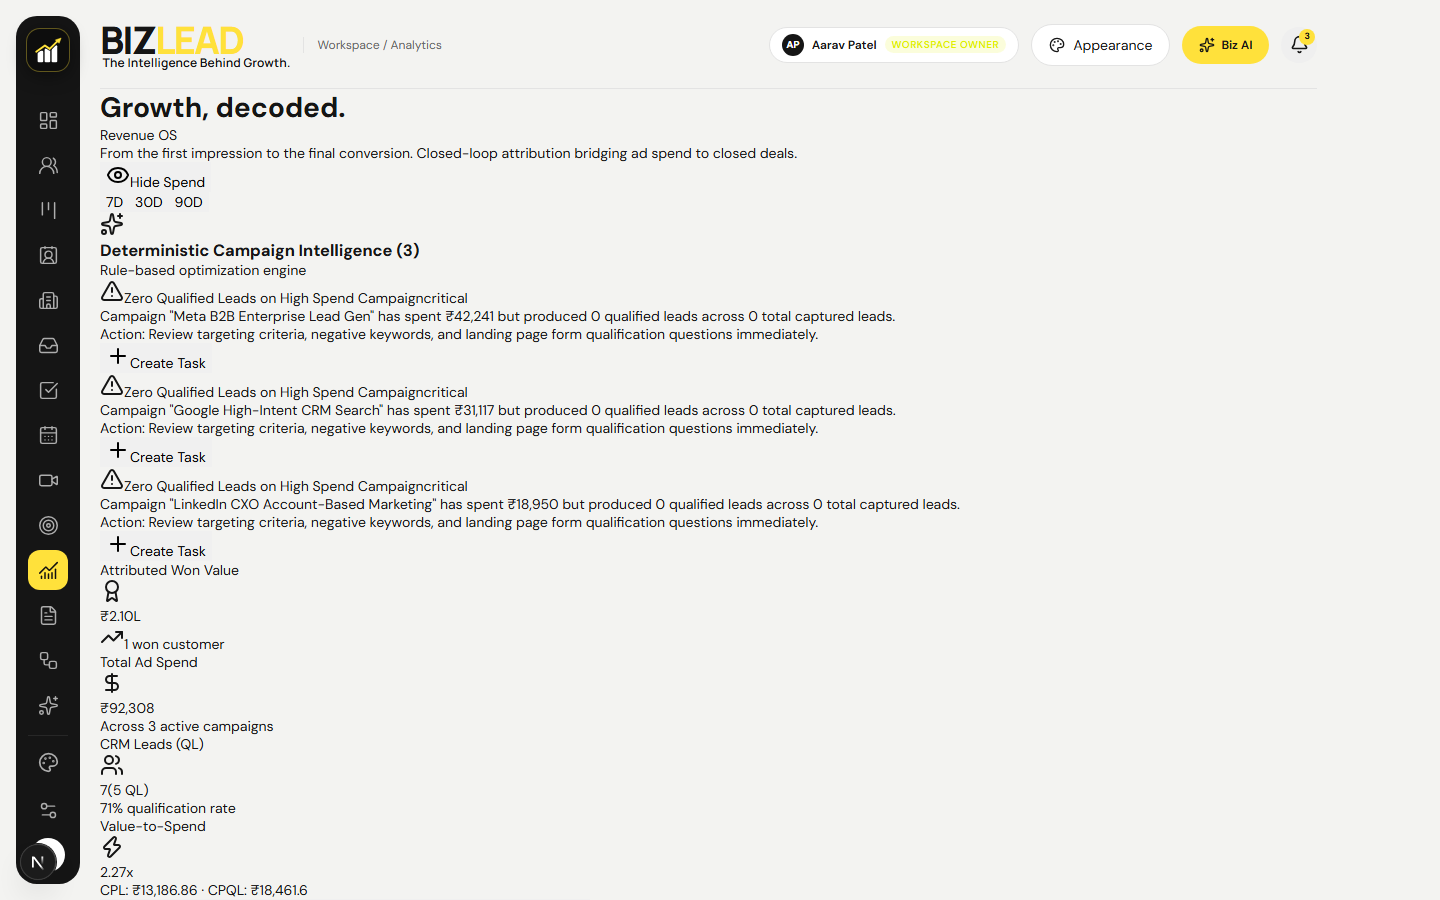 BIZLEAD
The Intelligence Behind Growth.
Workspace / Analytics
AP Aarav Patel WORKSPACE OWNER
Appearance
Biz AI
3
Growth, decoded.
Revenue OS
From the first impression to the final conversion. Closed-loop attribution bridging ad spend to closed deals.
Hide Spend
7D 30D 90D
Deterministic Campaign Intelligence (3)
Rule-based optimization engine
Zero Qualified Leads on High Spend Campaigncritical
Campaign "Meta B2B Enterprise Lead Gen" has spent ₹42,241 but produced 0 qualified leads across 0 total captured leads.
Action: Review targeting criteria, negative keywords, and landing page form qualification questions immediately.
Create Task
Zero Qualified Leads on High Spend Campaigncritical
Campaign "Google High-Intent CRM Search" has spent ₹31,117 but produced 0 qualified leads across 0 total captured leads.
Action: Review targeting criteria, negative keywords, and landing page form qualification questions immediately.
Create Task
Zero Qualified Leads on High Spend Campaigncritical
Campaign "LinkedIn CXO Account-Based Marketing" has spent ₹18,950 but produced 0 qualified leads across 0 total captured leads.
Action: Review targeting criteria, negative keywords, and landing page form qualification questions immediately.
Create Task
Attributed Won Value
₹2.10L
1 won customer
Total Ad Spend
₹92,308
Across 3 active campaigns
CRM Leads (QL)
7(5 QL)
71% qualification rate
Value-to-Spend
2.27x
CPL: ₹13,186.86 · CPQL: ₹18,461.6
N